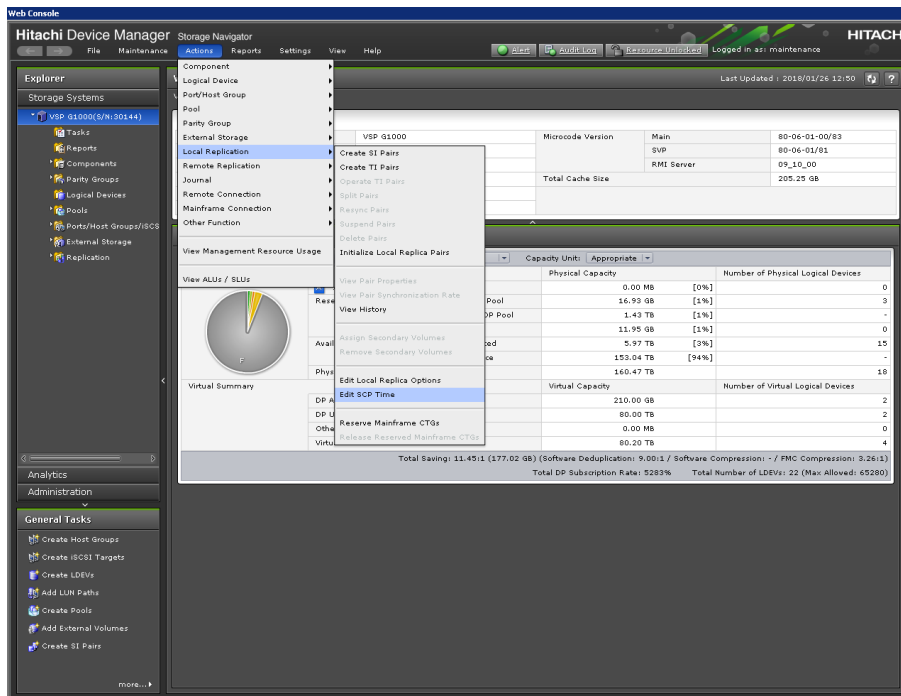 Web Console
Hitachi Device Manager Storage Navigator
HITACH
File Maintenance Actions Reports Settings View Help
Alert Audit Log Resource Unlocked Logged in as: maintenance
Explorer
Storage Systems
VSP G1000(S/N:30144)
Tasks
Reports
Components
Parity Groups
Logical Devices
Pools
Ports/Host Groups/iSCS
External Storage
Replication
Analytics
Administration
General Tasks
Create Host Groups
Create iSCSI Targets
Create LDEVs
Add LUN Paths
Create Pools
Add External Volumes
Create SI Pairs
more...
Component
Logical Device
Port/Host Group
Pool
Parity Group
External Storage
Local Replication
Remote Replication
Journal
Remote Connection
Mainframe Connection
Other Function
View Management Resource Usage
View ALUs / SLUs
Create SI Pairs
Create TI Pairs
Operate TI Pairs
Split Pairs
Resync Pairs
Suspend Pairs
Delete Pairs
Initialize Local Replica Pairs
View Pair Properties
View Pair Synchronization Rate
View History
Assign Secondary Volumes
Remove Secondary Volumes
Edit Local Replica Options
Edit SCP Time
Reserve Mainframe CTGs
Release Reserved Mainframe CTGs
Last Updated : 2018/01/26 12:50
?
VSP G1000 Microcode Version Main 80-06-01-00/83
SVP 80-06-01/81
RMI Server 09_10_00
Total Cache Size 205.25 GB
Capacity Unit: Appropriate
Physical Capacity Number of Physical Logical Devices
0.00 MB [0%] 0
Rese Pool 16.93 GB [1%] 3
DP Pool 1.43 TB [1%] -
11.95 GB [1%] 0
Avail ted 5.97 TB [3%] 15
ce 153.04 TB [94%] -
Phys 160.47 TB 18
F
Virtual Summary Virtual Capacity Number of Virtual Logical Devices
DP A 210.00 GB 2
DP U 80.00 TB 2
Othe 0.00 MB 0
Virtu 80.20 TB 4
Total Saving: 11.45:1 (177.02 GB) (Software Deduplication: 9.00:1 / Software Compression: - / FMC Compression: 3.26:1)
Total DP Subscription Rate: 5283% Total Number of LDEVs: 22 (Max Allowed: 65280)